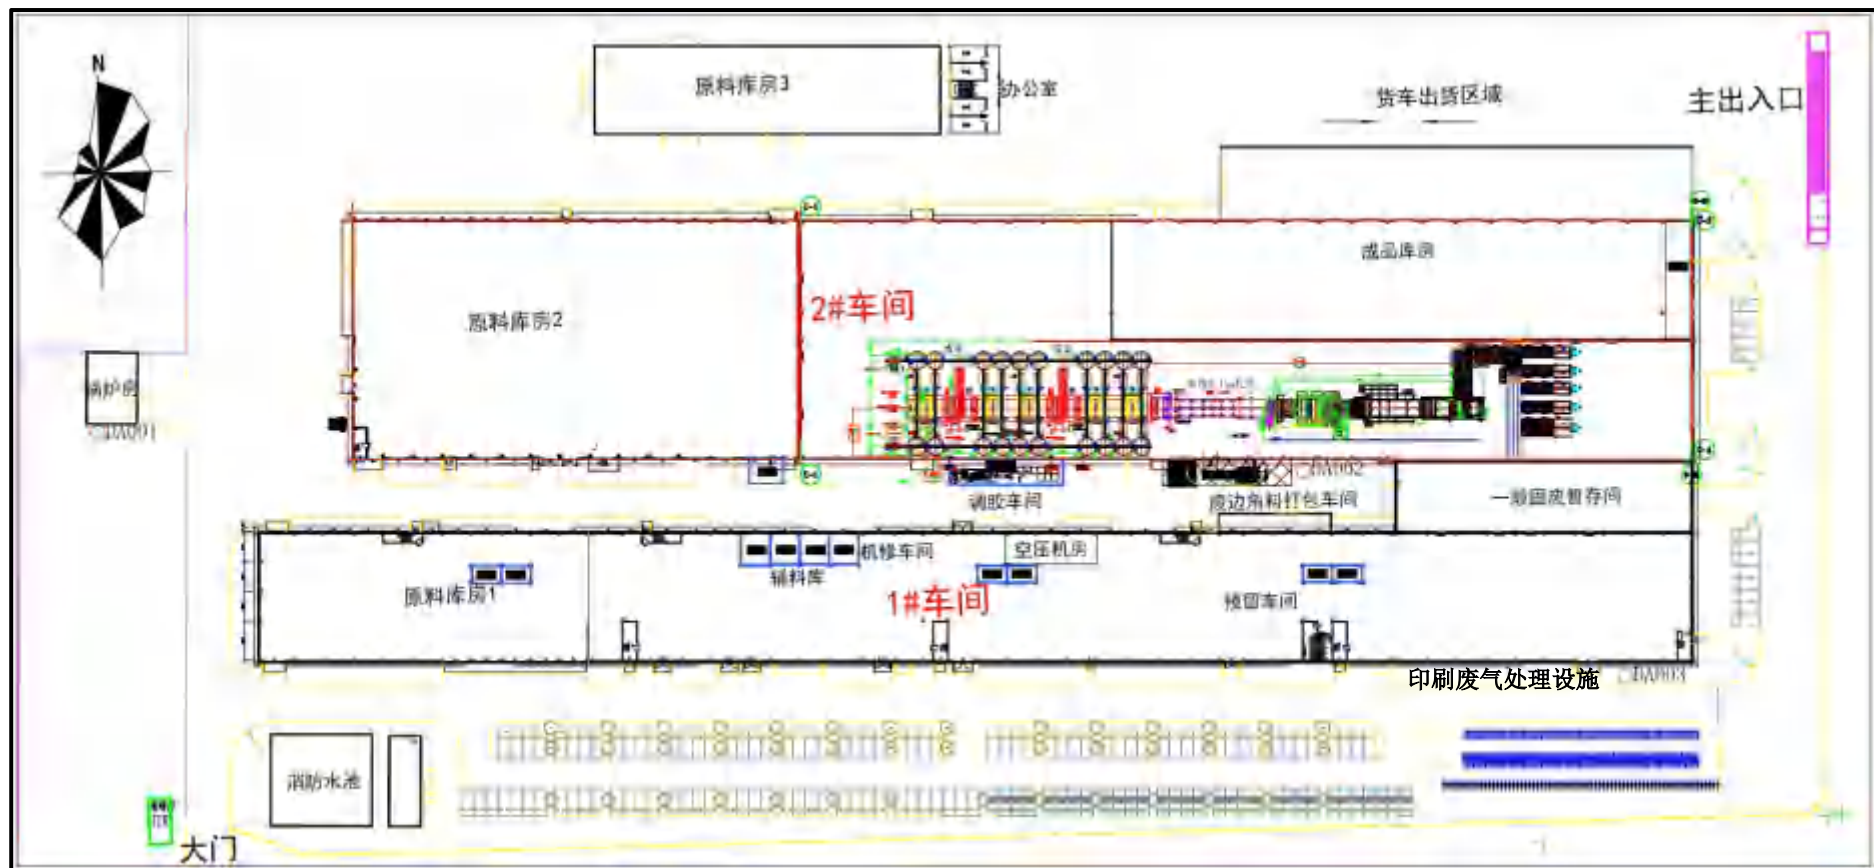 N
原料库房3
办公室
货车出货区域
主出入口
成品库房
2#车间
原料库房2
锅炉房
DA001
DA002
调胶车间
废边角料打包车间
一般固废暂存间
机修车间
空压机房
辅料库
原料库房1
1#车间
预留车间
印刷废气处理设施
DA003
消防水池
大门